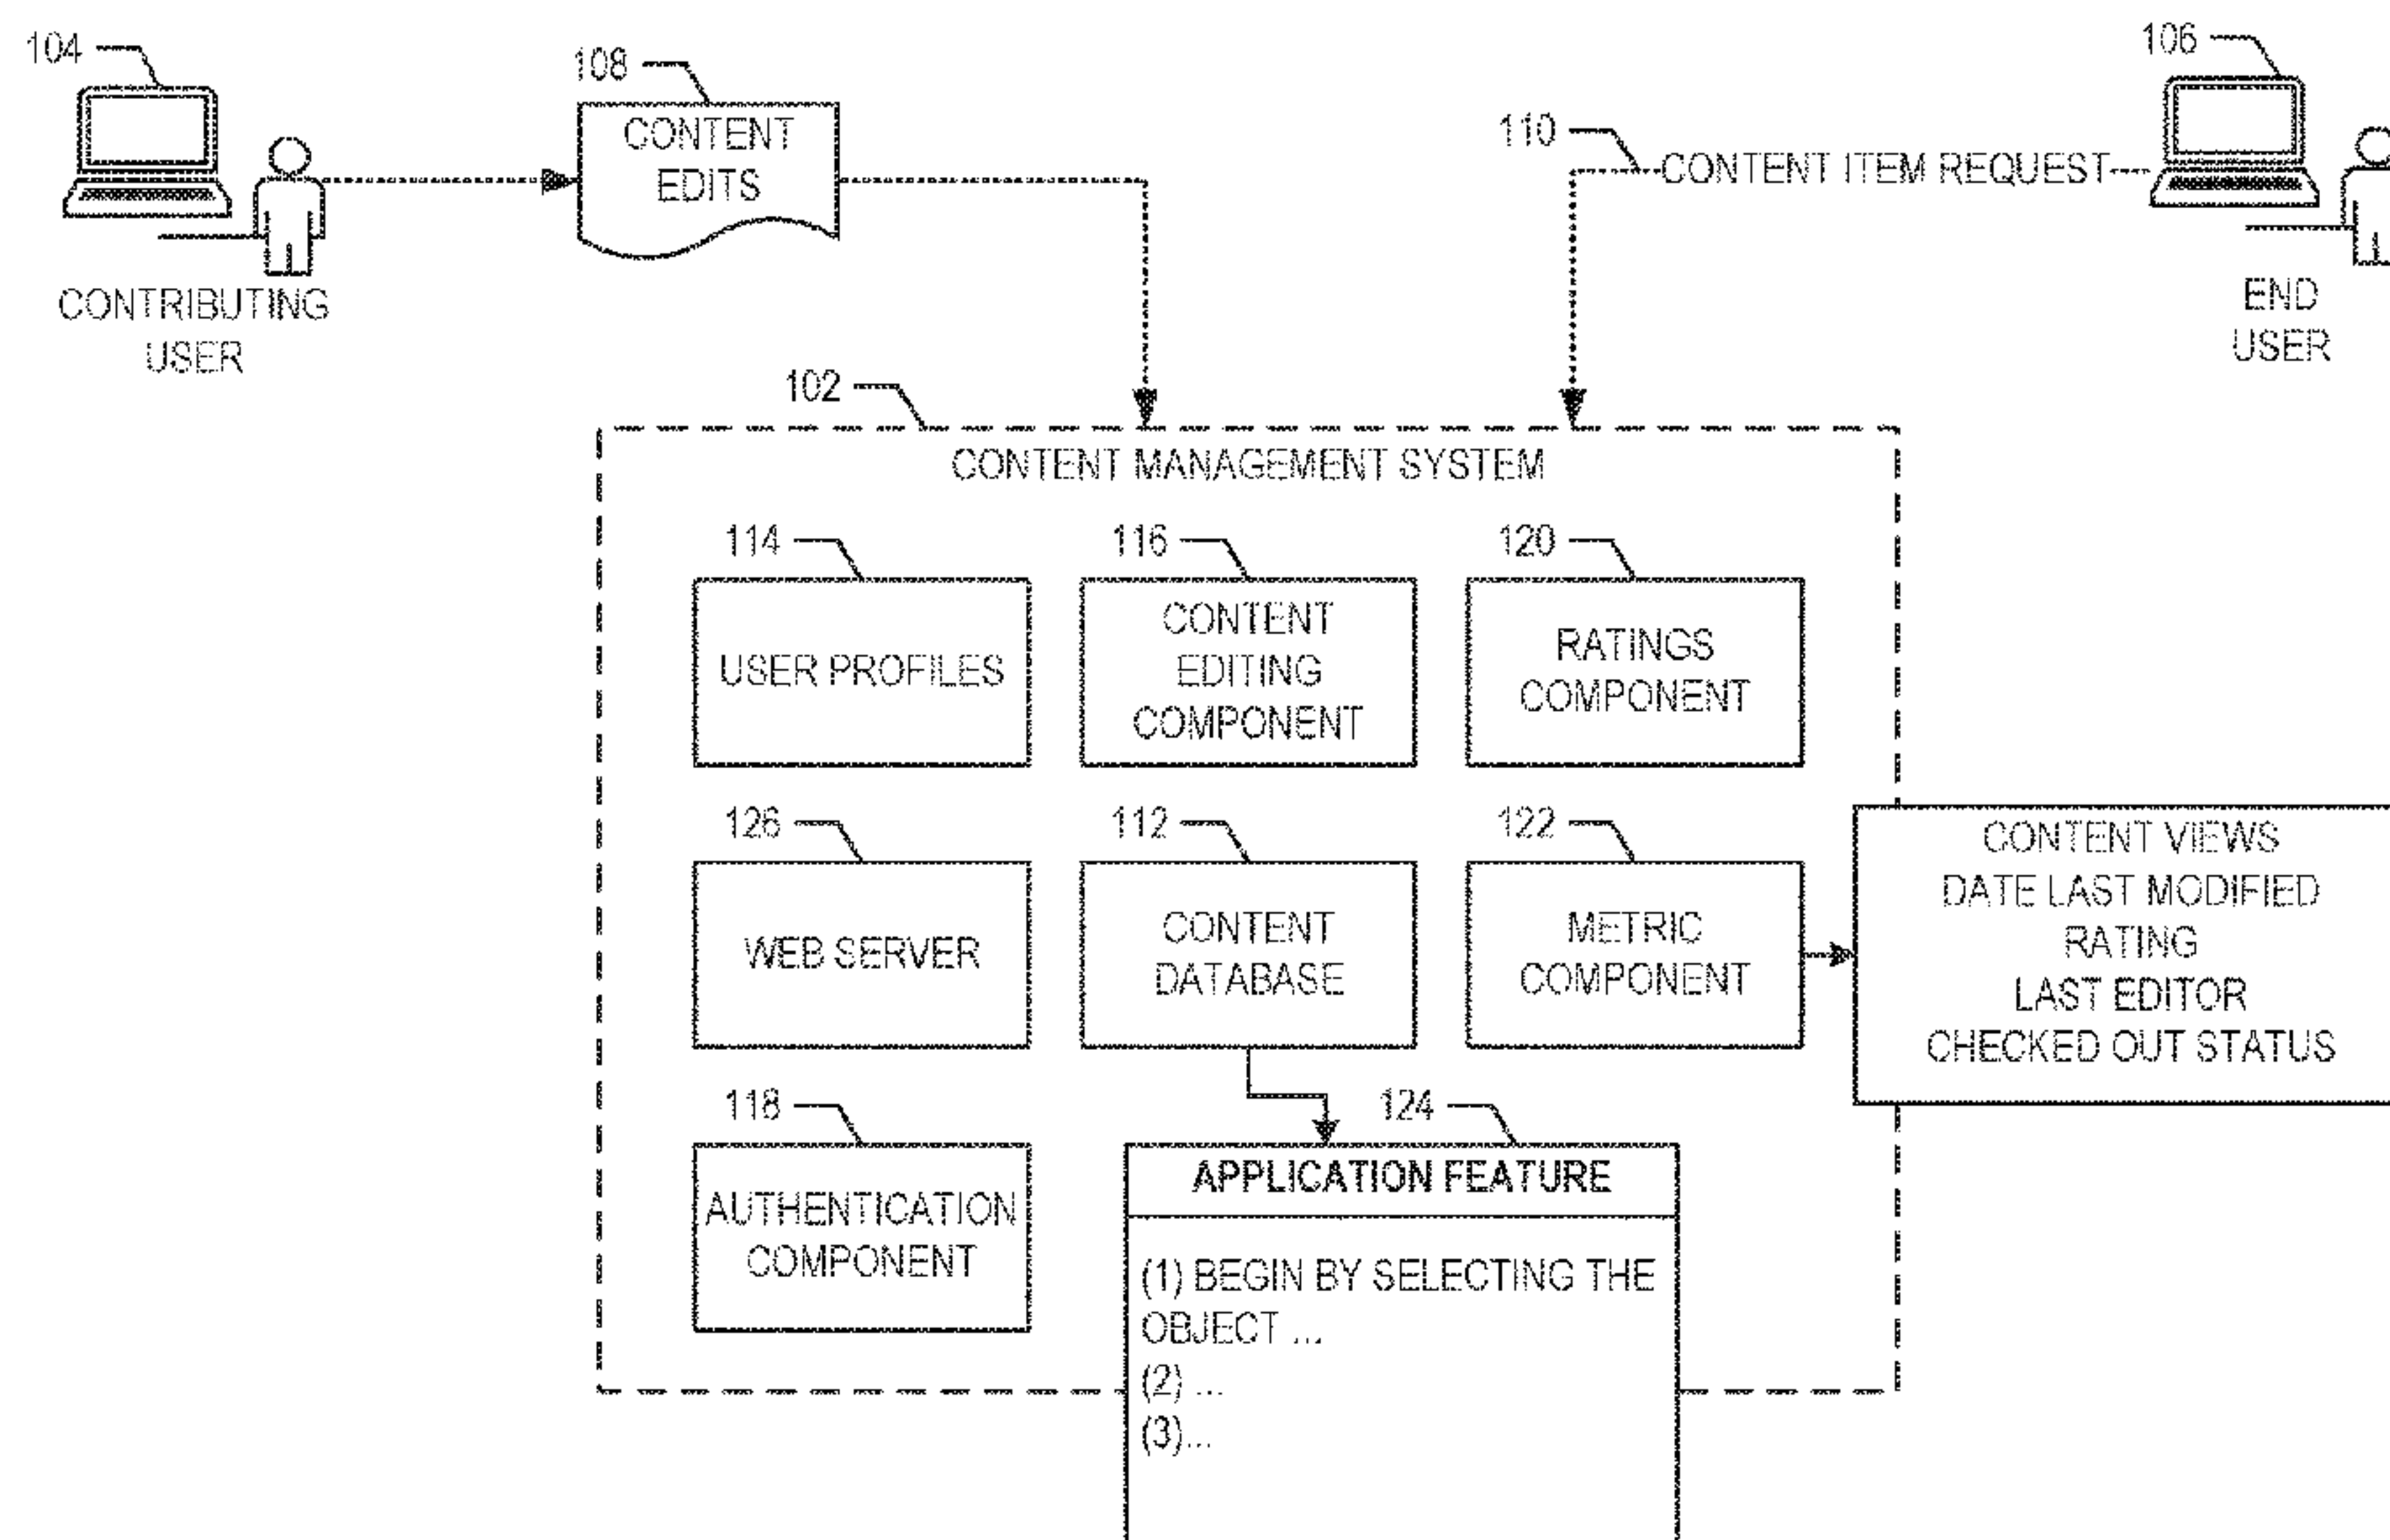 104
108
CONTENT
EDITS
110
CONTENT ITEM REQUEST
106
CONTRIBUTING
USER
END
USER
102
CONTENT MANAGEMENT SYSTEM
114
USER PROFILES
116
CONTENT
EDITING
COMPONENT
120
RATINGS
COMPONENT
126
WEB SERVER
112
CONTENT
DATABASE
122
METRIC
COMPONENT
CONTENT VIEWS
DATE LAST MODIFIED
RATING
LAST EDITOR
CHECKED OUT STATUS
118
AUTHENTICATION
COMPONENT
124
APPLICATION FEATURE
(1) BEGIN BY SELECTING THE
OBJECT ...
(2) ...
(3)...